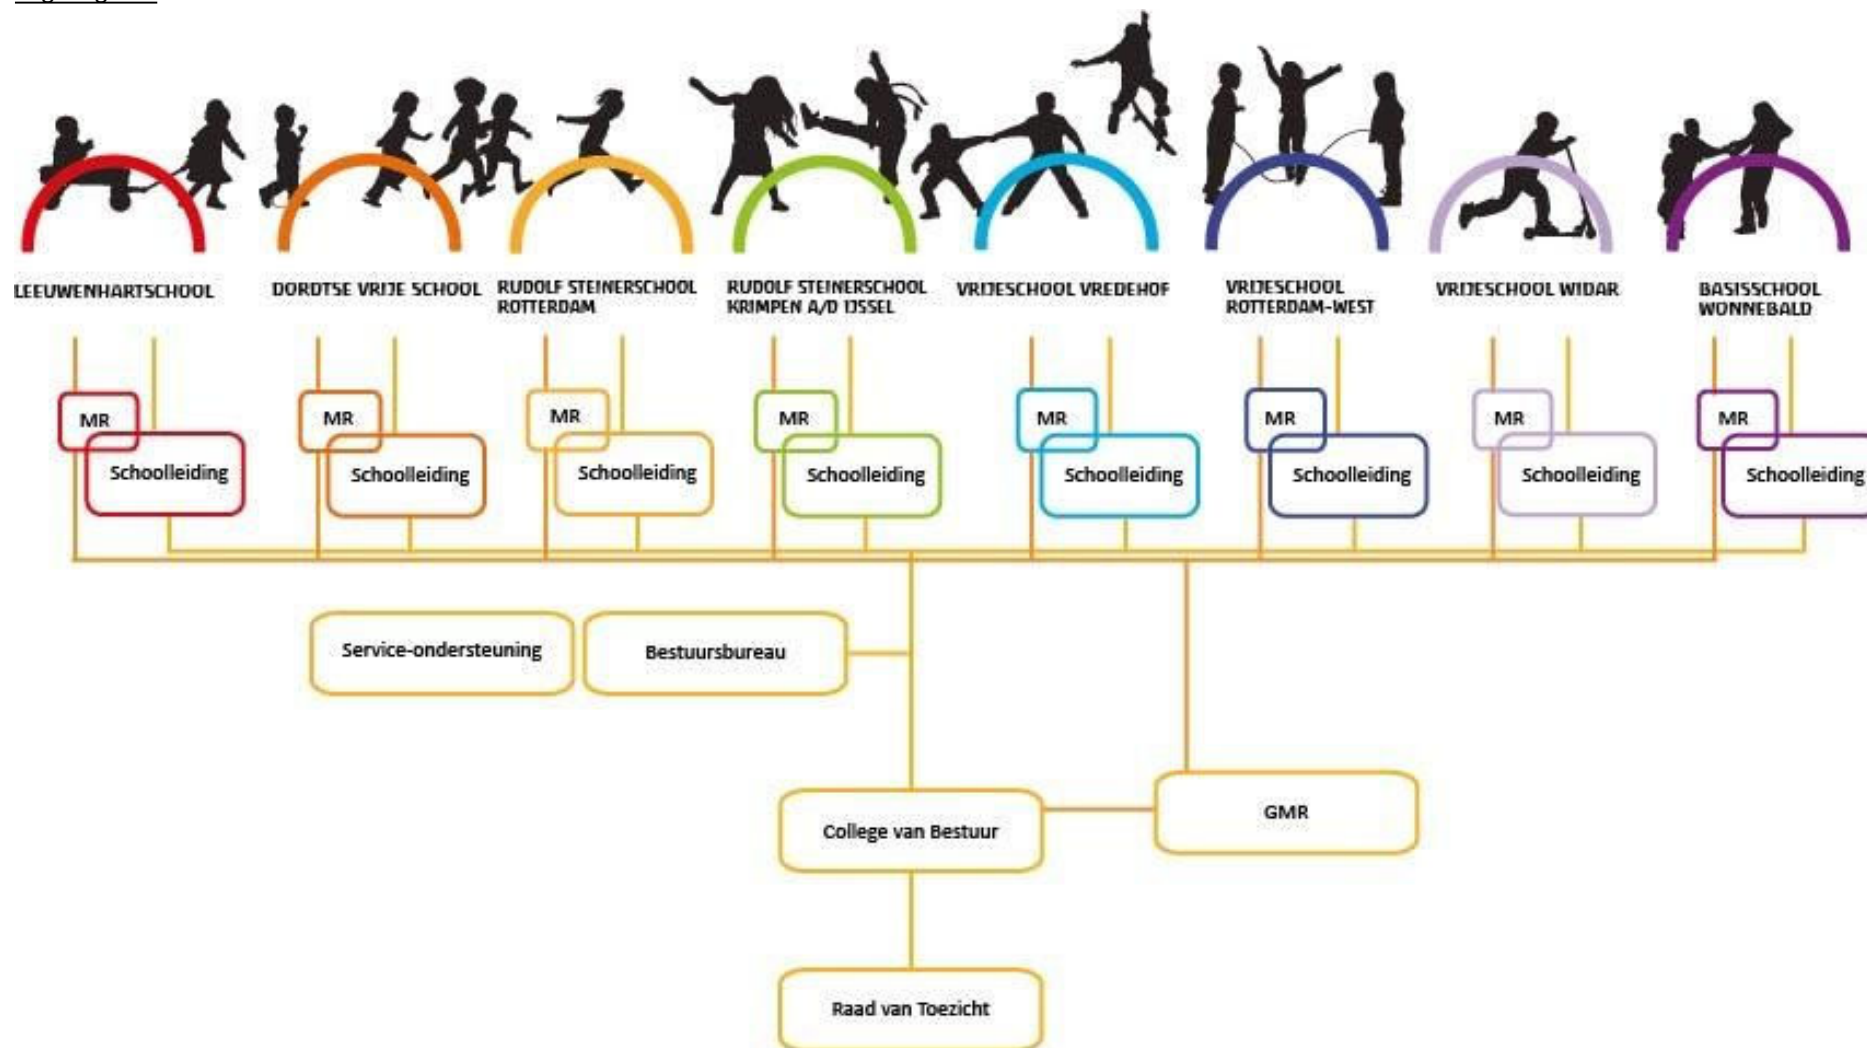 LEEUWENHARTSCHOOL
DORDTSE VRIJE SCHOOL
RUDOLF STEINERSCHOOL
ROTTERDAM
RUDOLF STEINERSCHOOL
KRIMPEN A/D IJSSEL
VRIJESCHOOL VREDEHOF
VRIJESCHOOL
ROTTERDAM-WEST
VRIJESCHOOL WIDAR
BASISSCHOOL
WONNEBALD
MR
Schoolleiding
MR
Schoolleiding
MR
Schoolleiding
MR
Schoolleiding
MR
Schoolleiding
MR
Schoolleiding
MR
Schoolleiding
MR
Schoolleiding
Service-ondersteuning
Bestuursbureau
College van Bestuur
GMR
Raad van Toezicht